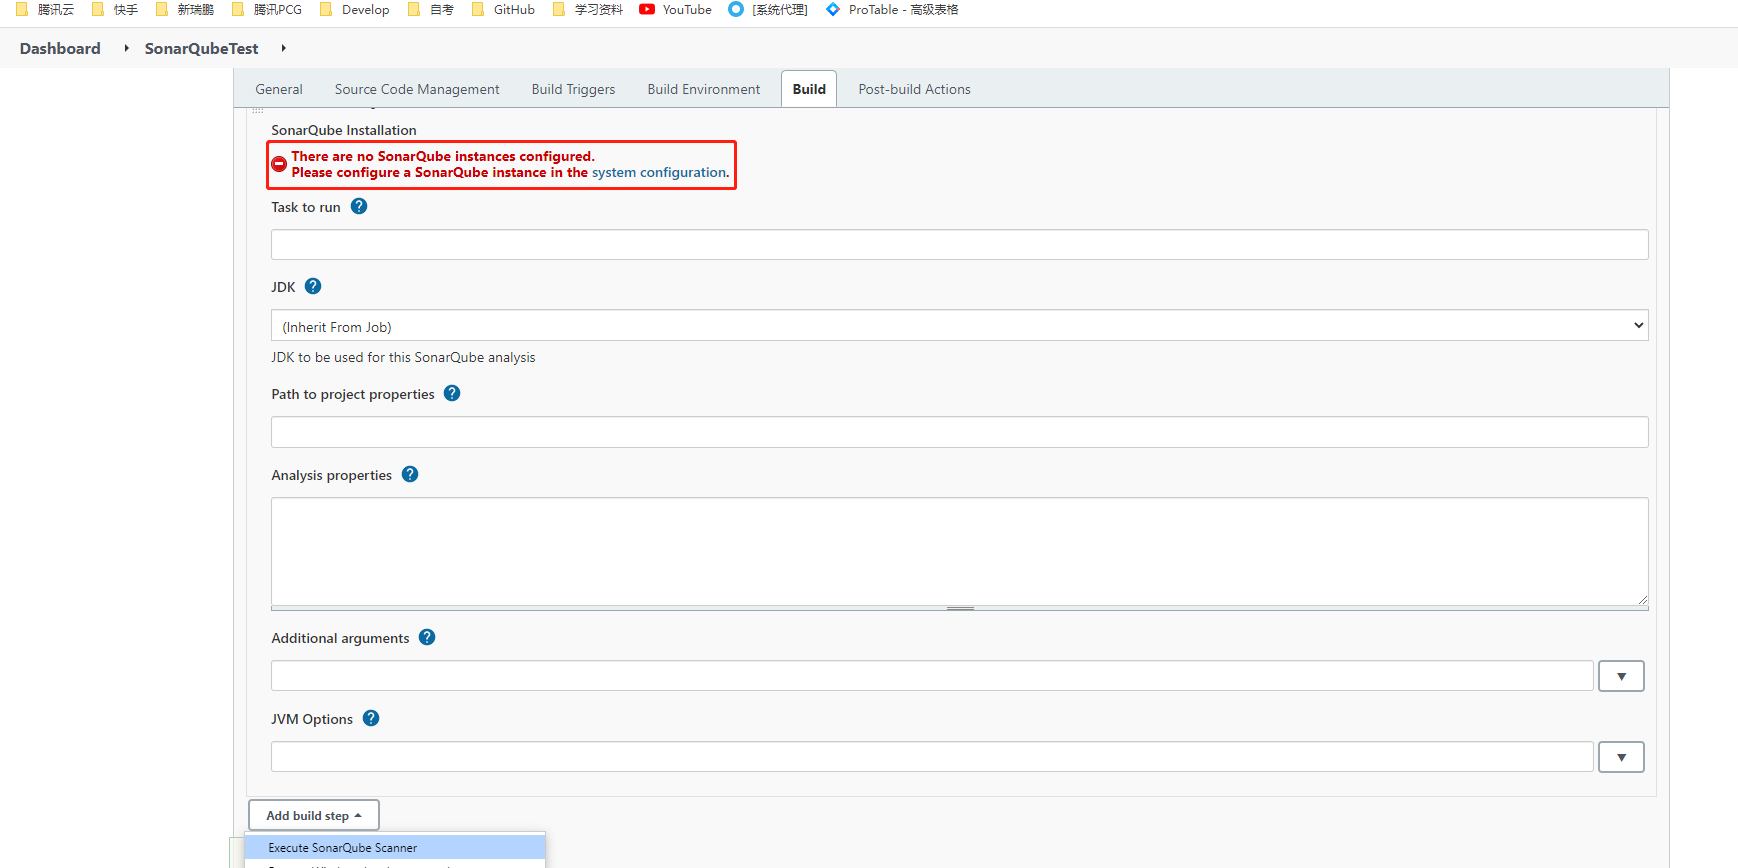 腾讯云 快手 新瑞鹏 腾讯PCG Develop 自考 GitHub 学习资料 YouTube [系统代理] ProTable - 高级表格
Dashboard SonarQubeTest
General Source Code Management Build Triggers Build Environment Build Post-build Actions
SonarQube Installation
There are no SonarQube instances configured.
Please configure a SonarQube instance in the system configuration.
Task to run ?
JDK ?
(Inherit From Job)
JDK to be used for this SonarQube analysis
Path to project properties ?
Analysis properties ?
Additional arguments ?
JVM Options ?
Add build step
Execute SonarQube Scanner